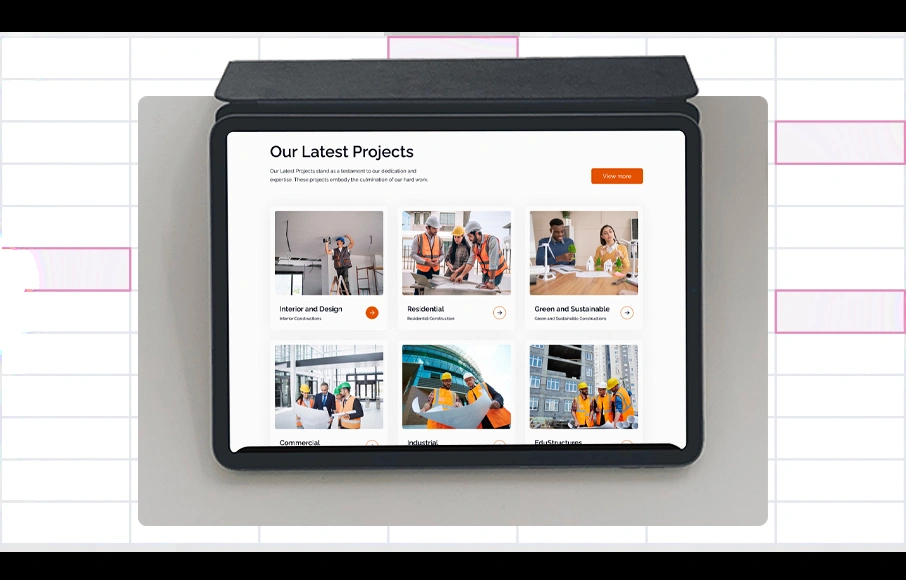 Our Latest Projects
Our Latest Projects stand as a testament to our dedication and
expertise. These projects embody the culmination of our hard work.
View more
Interior and Design
Interior Constructions
Residential
Residential Construction
Green and Sustainable
Green and Sustainable Constructions
Commercial
Industrial
EduStructures